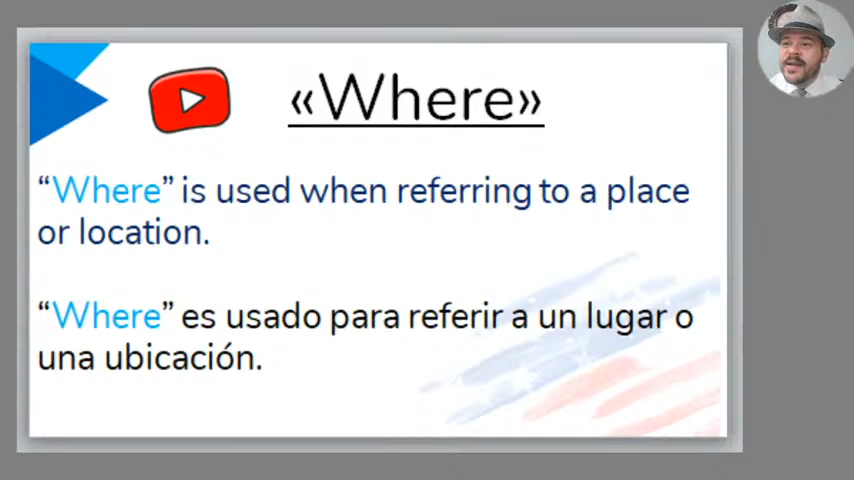 «Where»
“Where” is used when referring to a place
or location.
“Where” es usado para referir a un lugar o
una ubicación.